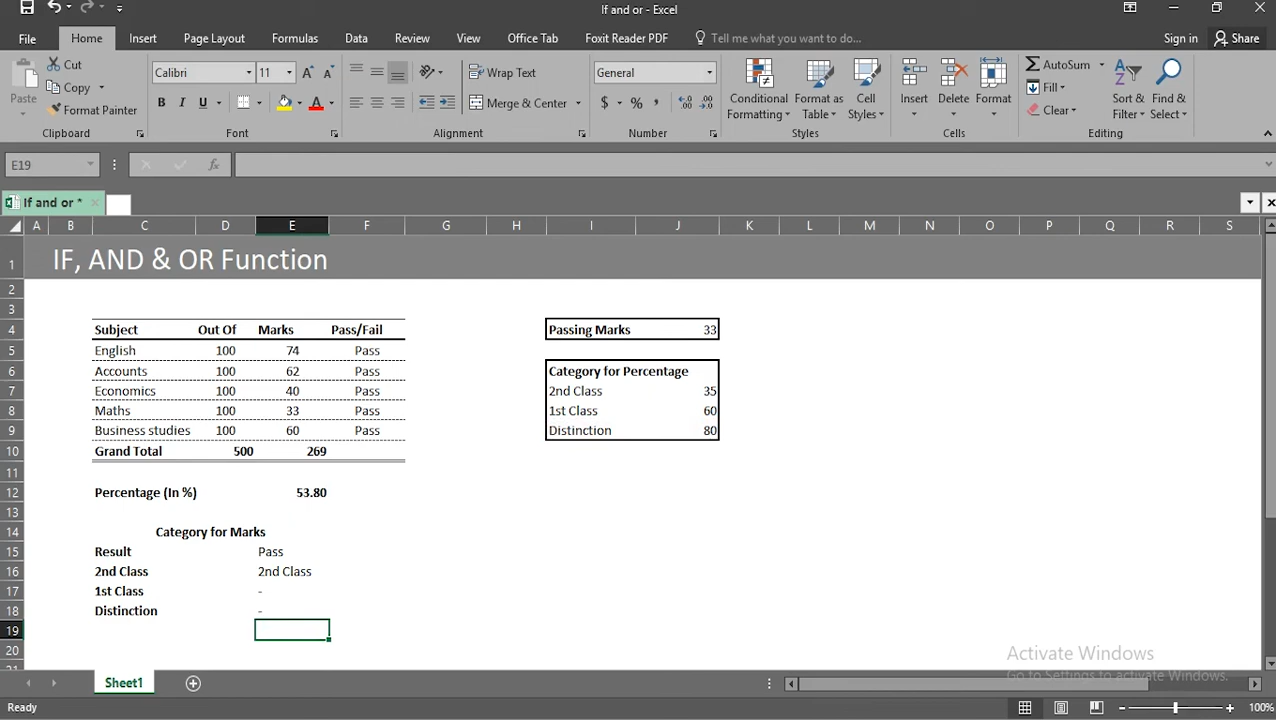 If and or - Excel
File Home Insert Page Layout Formulas Data Review View Office Tab Foxit Reader PDF Tell me what you want to do... Sign in Share
Paste Cut Copy Format Painter Clipboard
Calibri 11 B I U A A A Font
Wrap Text Merge & Center Alignment
General $ % , Number
Conditional Formatting Format as Table Cell Styles Styles
Insert Delete Format Cells
AutoSum Fill Clear Sort & Filter Find & Select Editing
E19 fx
If and or *
A B C D E F G H I J K L M N O P Q R S
1 IF, AND & OR Function
2
3
4 Subject Out Of Marks Pass/Fail Passing Marks 33
5 English 100 74 Pass
6 Accounts 100 62 Pass Category for Percentage
7 Economics 100 40 Pass 2nd Class 35
8 Maths 100 33 Pass 1st Class 60
9 Business studies 100 60 Pass Distinction 80
10 Grand Total 500 269
11
12 Percentage (In %) 53.80
13
14 Category for Marks
15 Result Pass
16 2nd Class 2nd Class
17 1st Class -
18 Distinction -
19
20
21
Activate Windows
Go to Settings to activate Windows.
Sheet1
Ready 100%